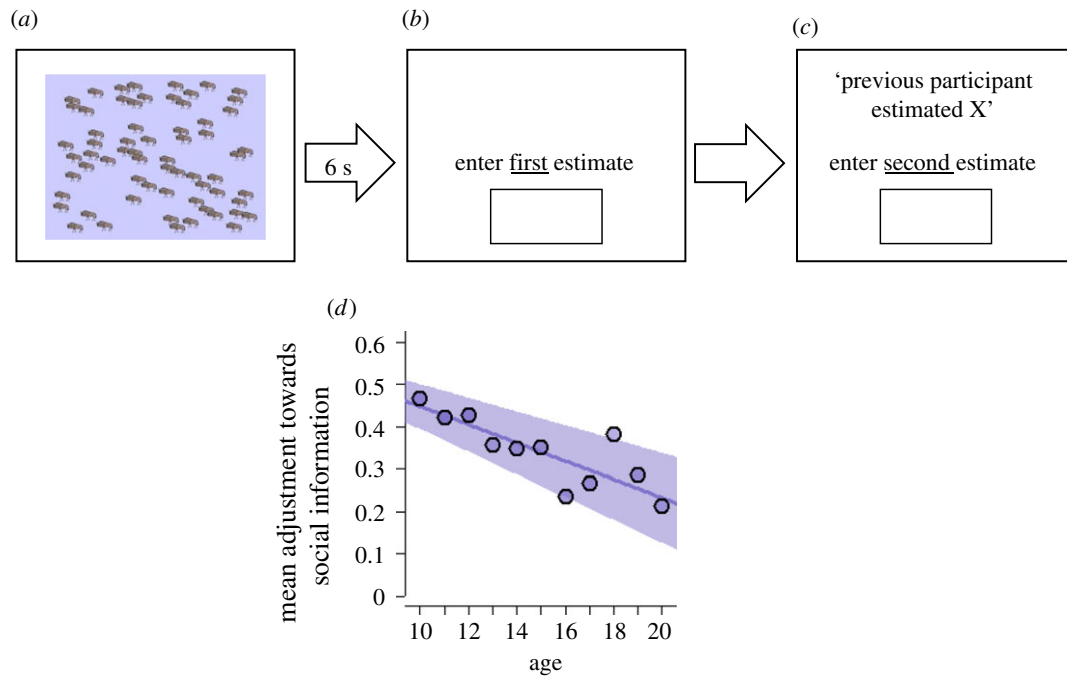 (a)
6 s
(b)
enter first estimate
(c)
‘previous participant
estimated X’
enter second estimate
(d)
mean adjustment towards
social information
0.6
0.5
0.4
0.3
0.2
0.1
0
10 12 14 16 18 20
age